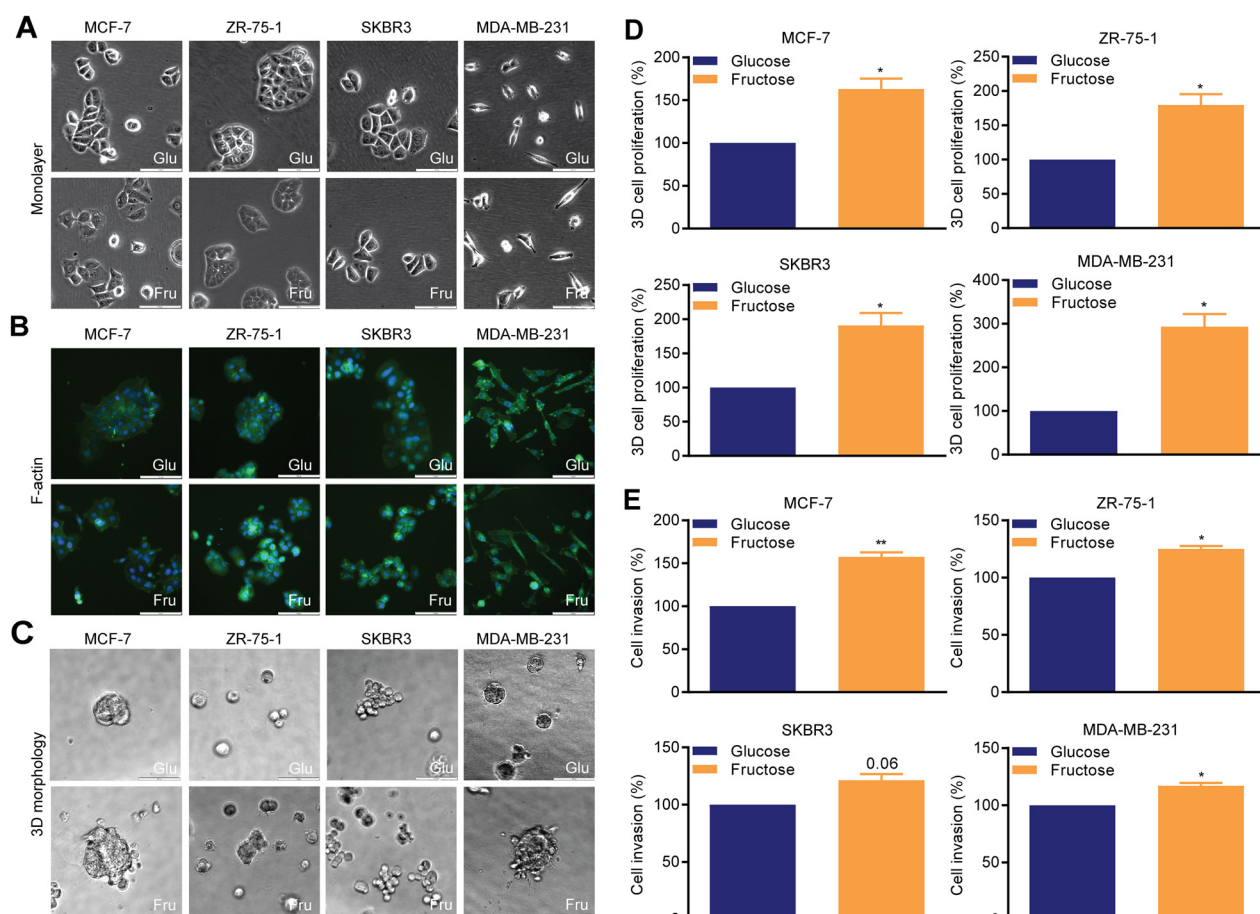 A
MCF-7 ZR-75-1 SKBR3 MDA-MB-231
Monolayer
Glu Glu Glu Glu
Fru Fru Fru Fru
B
MCF-7 ZR-75-1 SKBR3 MDA-MB-231
F-actin
Glu Glu Glu Glu
Fru Fru Fru Fru
C
MCF-7 ZR-75-1 SKBR3 MDA-MB-231
3D morphology
Glu Glu Glu Glu
Fru Fru Fru Fru
D
MCF-7
Glucose
Fructose
3D cell proliferation (%)
200
150
100
50
0
*
ZR-75-1
Glucose
Fructose
3D cell proliferation (%)
250
200
150
100
50
0
*
SKBR3
Glucose
Fructose
3D cell proliferation (%)
250
200
150
100
50
0
*
MDA-MB-231
Glucose
Fructose
3D cell proliferation (%)
400
300
200
100
0
*
E
MCF-7
Glucose
Fructose
Cell invasion (%)
200
150
100
50
0
**
ZR-75-1
Glucose
Fructose
Cell invasion (%)
150
100
50
0
*
SKBR3
Glucose
Fructose
Cell invasion (%)
150
100
50
0.06
MDA-MB-231
Glucose
Fructose
Cell invasion (%)
150
100
50
*